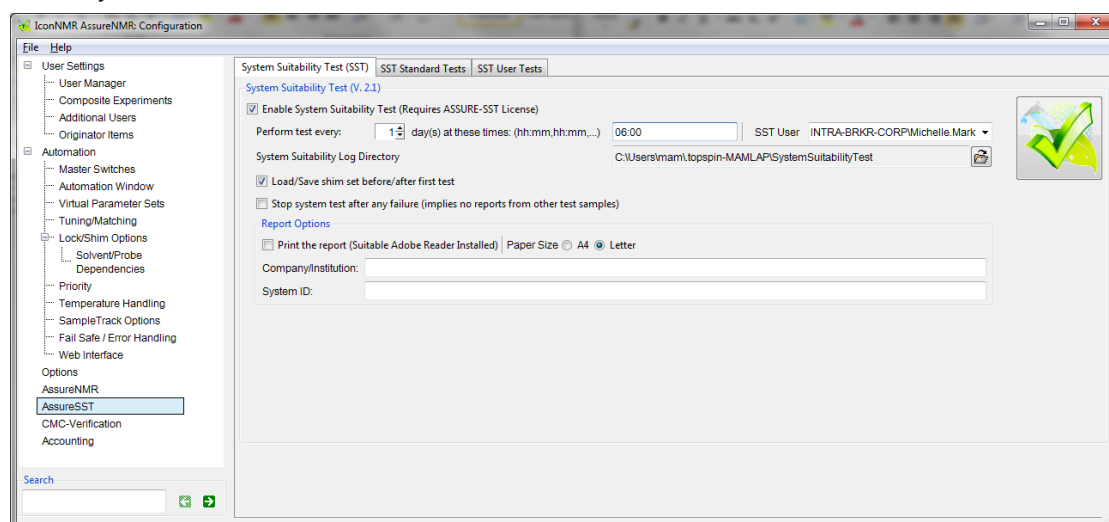 IconNMR AssureNMR: Configuration
File Help
User Settings
User Manager
Composite Experiments
Additional Users
Originator Items
Automation
Master Switches
Automation Window
Virtual Parameter Sets
Tuning/Matching
Lock/Shim Options
Solvent/Probe
Dependencies
Priority
Temperature Handling
SampleTrack Options
Fail Safe / Error Handling
Web Interface
Options
AssureNMR
AssureSST
CMC-Verification
Accounting
Search
System Suitability Test (SST) SST Standard Tests SST User Tests
System Suitability Test (V. 2.1)
Enable System Suitability Test (Requires ASSURE-SST License)
Perform test every: 1 day(s) at these times: (hh:mm,hh:mm,...) 06:00 SST User INTRA-BRKR-CORP\Michelle.Mark
System Suitability Log Directory C:\Users\mam\.topspin-MAMLAP\SystemSuitabilityTest
Load/Save shim set before/after first test
Stop system test after any failure (implies no reports from other test samples)
Report Options
Print the report (Suitable Adobe Reader Installed) Paper Size A4 Letter
Company/Institution:
System ID: